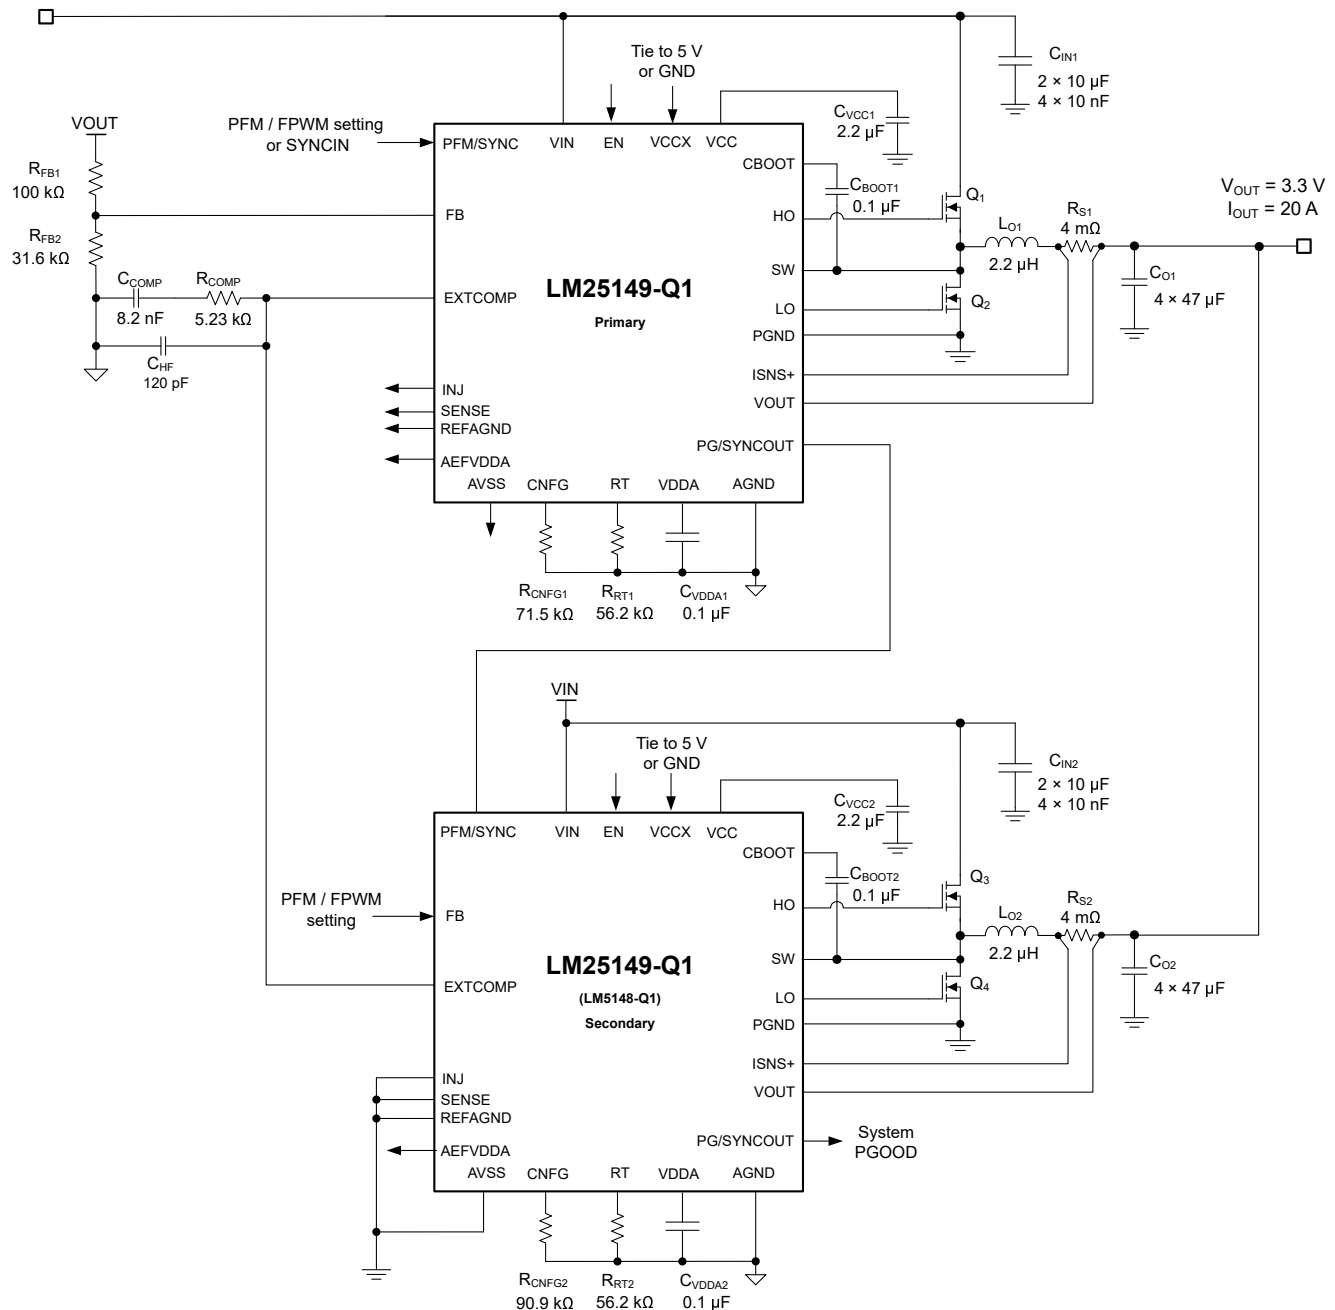 CIN1
2 × 10 µF
4 × 10 nF
Tie to 5 V
or GND
CVCC1
2.2 µF
VOUT
RFB1
100 kΩ
RFB2
31.6 kΩ
CCOMP
8.2 nF
RCOMP
5.23 kΩ
CHF
120 pF
PFM / FPWM setting
or SYNCIN
PFM/SYNC
VIN
EN
VCCX
VCC
CBOOT
CBOOT1
0.1 µF
HO
Q1
FB
LO1
2.2 µH
RS1
4 mΩ
VOUT = 3.3 V
IOUT = 20 A
SW
CO1
4 × 47 µF
EXTCOMP
LM25149-Q1
Primary
LO
Q2
PGND
ISNS+
VOUT
INJ
SENSE
REFAGND
AEFVDDA
PG/SYNCOUT
AVSS
CNFG
RT
VDDA
AGND
RCNFG1
71.5 kΩ
RRT1
56.2 kΩ
CVDDA1
0.1 µF
VIN
Tie to 5 V
or GND
CIN2
2 × 10 µF
4 × 10 nF
CVCC2
2.2 µF
PFM/SYNC
VIN
EN
VCCX
VCC
CBOOT
CBOOT2
0.1 µF
PFM / FPWM
setting
HO
Q3
FB
LO2
2.2 µH
RS2
4 mΩ
SW
CO2
4 × 47 µF
EXTCOMP
LM25149-Q1
(LM5148-Q1)
Secondary
LO
Q4
PGND
ISNS+
VOUT
INJ
SENSE
REFAGND
AEFVDDA
PG/SYNCOUT
System
PGOOD
AVSS
CNFG
RT
VDDA
AGND
RCNFG2
90.9 kΩ
RRT2
56.2 kΩ
CVDDA2
0.1 µF